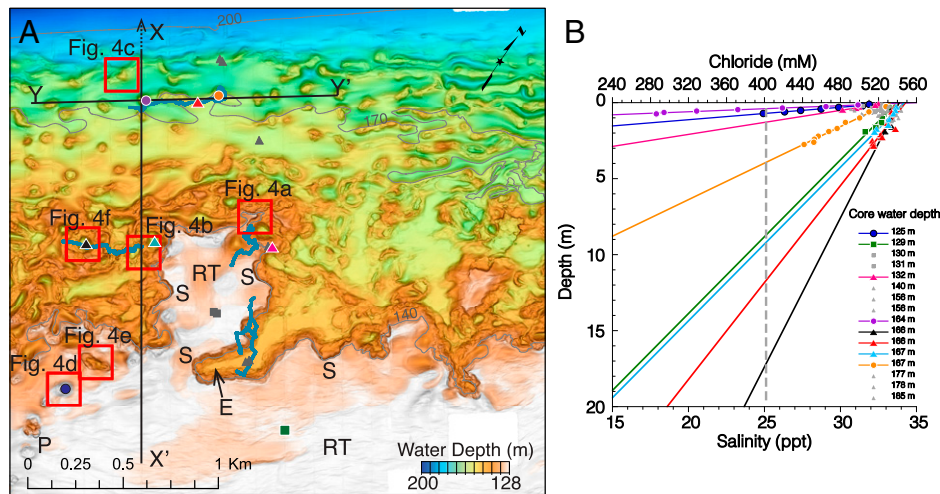 A
200
X
Fig. 4c
N
Y
Y'
170
Fig. 4a
Fig. 4f
Fig. 4b
RT
S
S
140
Fig. 4e
S
S
Fig. 4d
E
P
RT
X'
0 0.25 0.5 1 Km
Water Depth (m)
200 128
B
Chloride (mM)
240 280 320 360 400 440 480 520 560
0
5
10
15
20
Depth (m)
15 20 25 30 35
Salinity (ppt)
Core water depth
125 m
129 m
130 m
131 m
132 m
140 m
156 m
156 m
164 m
166 m
166 m
167 m
167 m
177 m
178 m
185 m